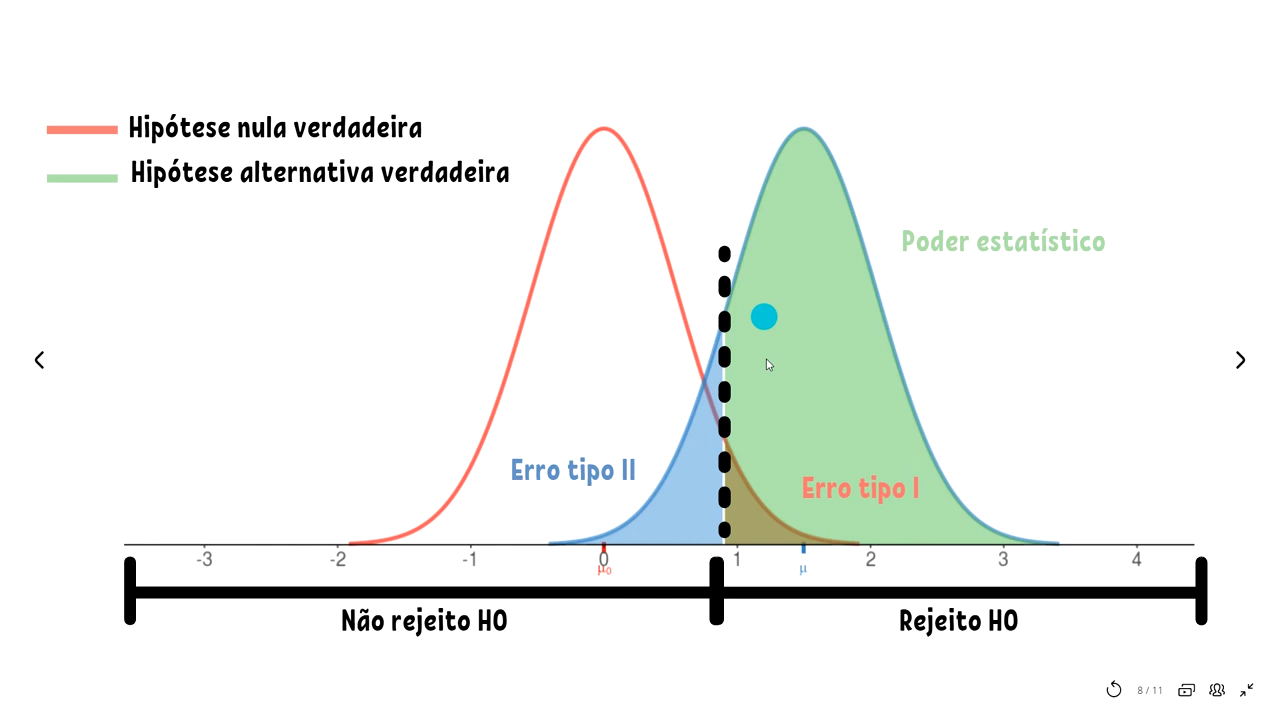 Hipótese nula verdadeira
Hipótese alternativa verdadeira
Poder estatístico
Erro tipo II
Erro tipo I
-3 -2 -1 0 1 2 3 4
μ₀ μ
Não rejeito H0
Rejeito H0
8 / 11